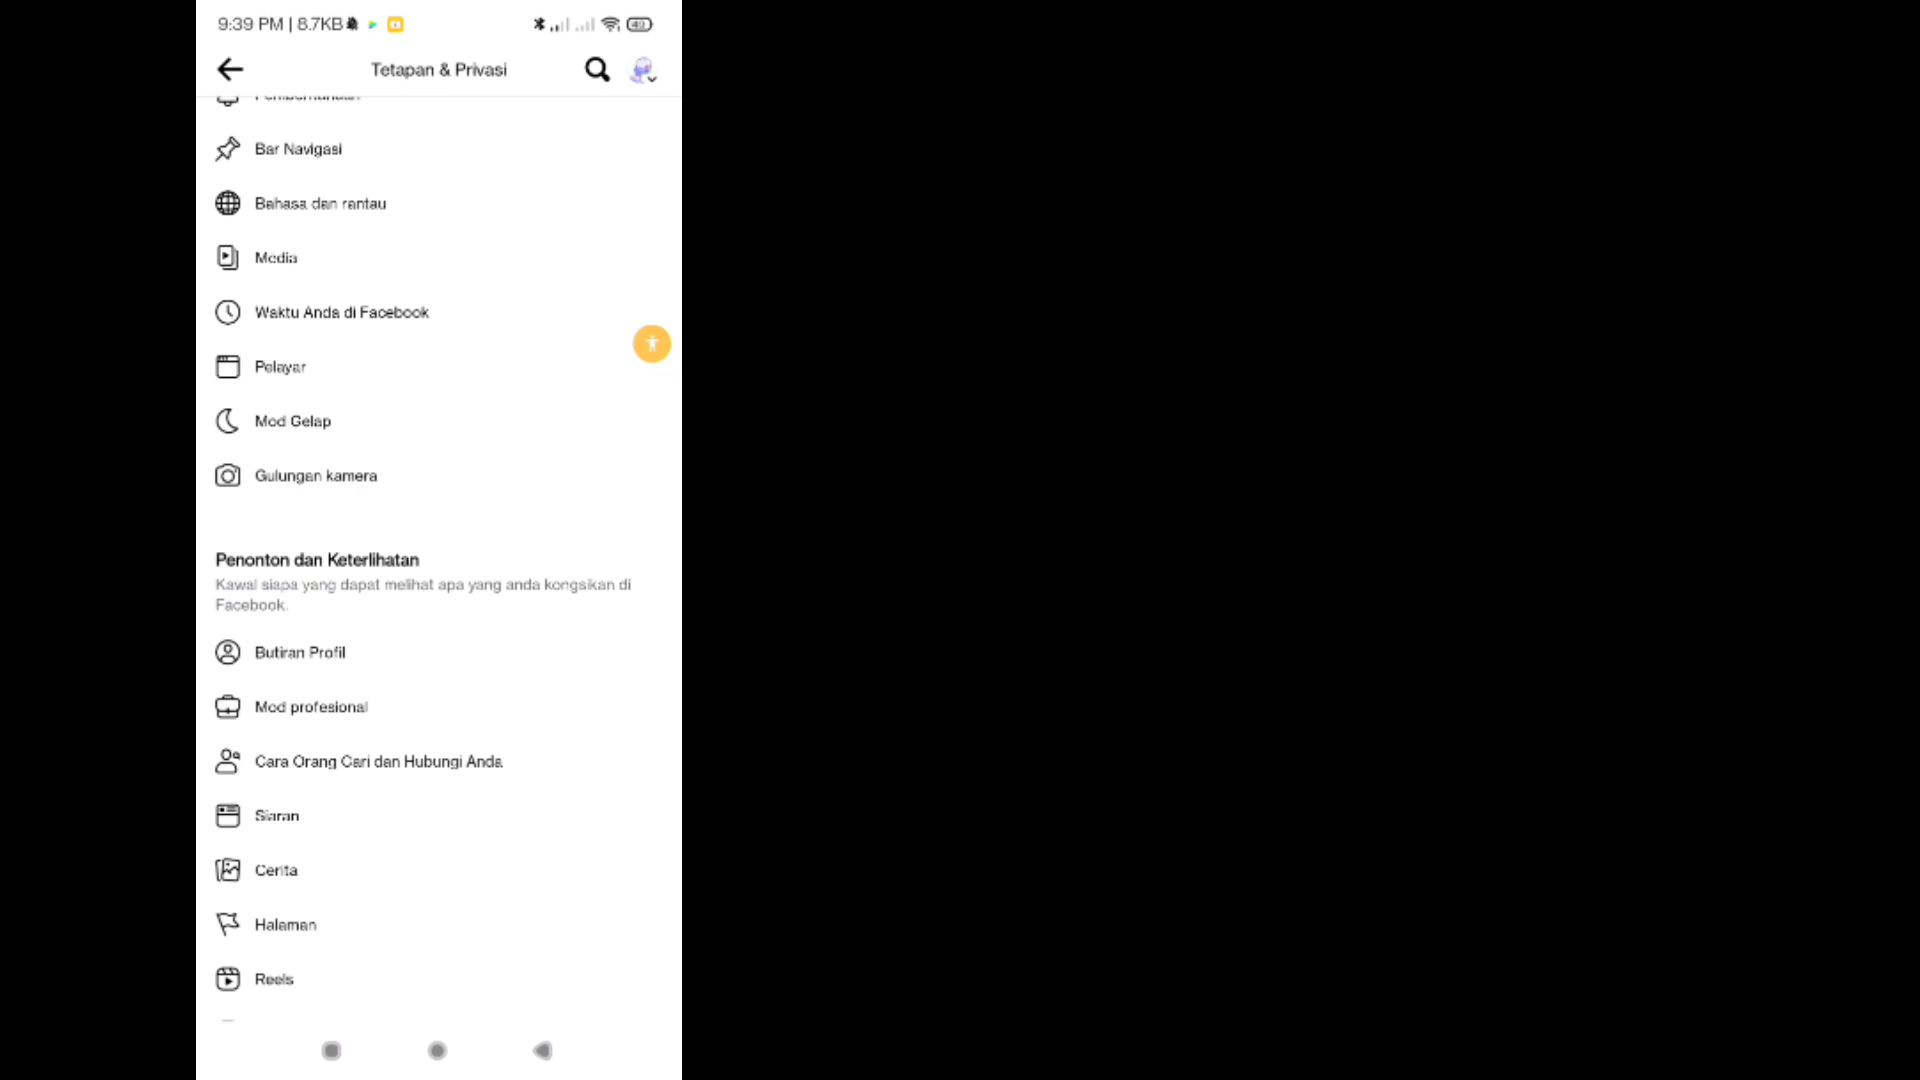 9:39 PM | 8.7KB
Tetapan & Privasi
Bar Navigasi
Bahasa dan rantau
Media
Waktu Anda di Facebook
Pelayar
Mod Gelap
Gulungan kamera
Penonton dan Keterlihatan
Kawal siapa yang dapat melihat apa yang anda kongsikan di
Facebook.
Butiran Profil
Mod profesional
Cara Orang Cari dan Hubungi Anda
Siaran
Cerita
Halaman
Reels